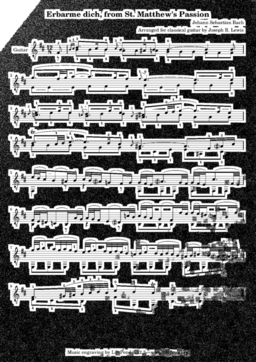 Erbarme dich, from St. Matthew's Passion
Johann Sebastian Bach
Arranged for classical guitar by Joseph R. Lewis
Guitar
Music engraving by